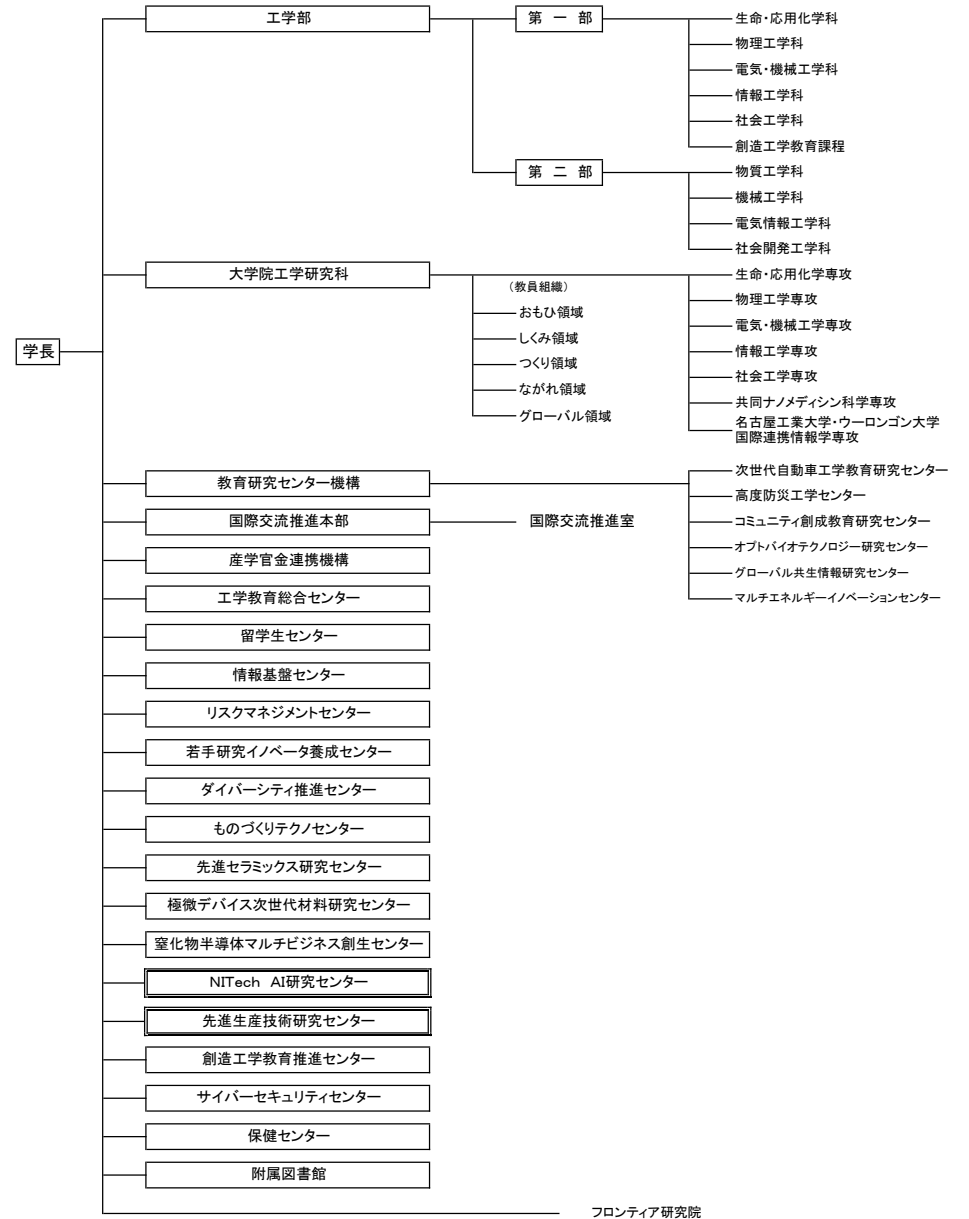 工学部
第 一 部
生命・応用化学科
物理工学科
電気・機械工学科
情報工学科
社会工学科
創造工学教育課程
第 二 部
物質工学科
機械工学科
電気情報工学科
社会開発工学科
大学院工学研究科
（教員組織）
おもひ領域
しくみ領域
つくり領域
ながれ領域
グローバル領域
生命・応用化学専攻
物理工学専攻
電気・機械工学専攻
情報工学専攻
社会工学専攻
共同ナノメディシン科学専攻
名古屋工業大学・ウーロンゴン大学
国際連携情報学専攻
学長
教育研究センター機構
次世代自動車工学教育研究センター
高度防災工学センター
コミュニティ創成教育研究センター
オプトバイオテクノロジー研究センター
グローバル共生情報研究センター
マルチエネルギーイノベーションセンター
国際交流推進本部
国際交流推進室
産学官金連携機構
工学教育総合センター
留学生センター
情報基盤センター
リスクマネジメントセンター
若手研究イノベータ養成センター
ダイバーシティ推進センター
ものづくりテクノセンター
先進セラミックス研究センター
極微デバイス次世代材料研究センター
窒化物半導体マルチビジネス創生センター
NITech AI研究センター
先進生産技術研究センター
創造工学教育推進センター
サイバーセキュリティセンター
保健センター
附属図書館
フロンティア研究院